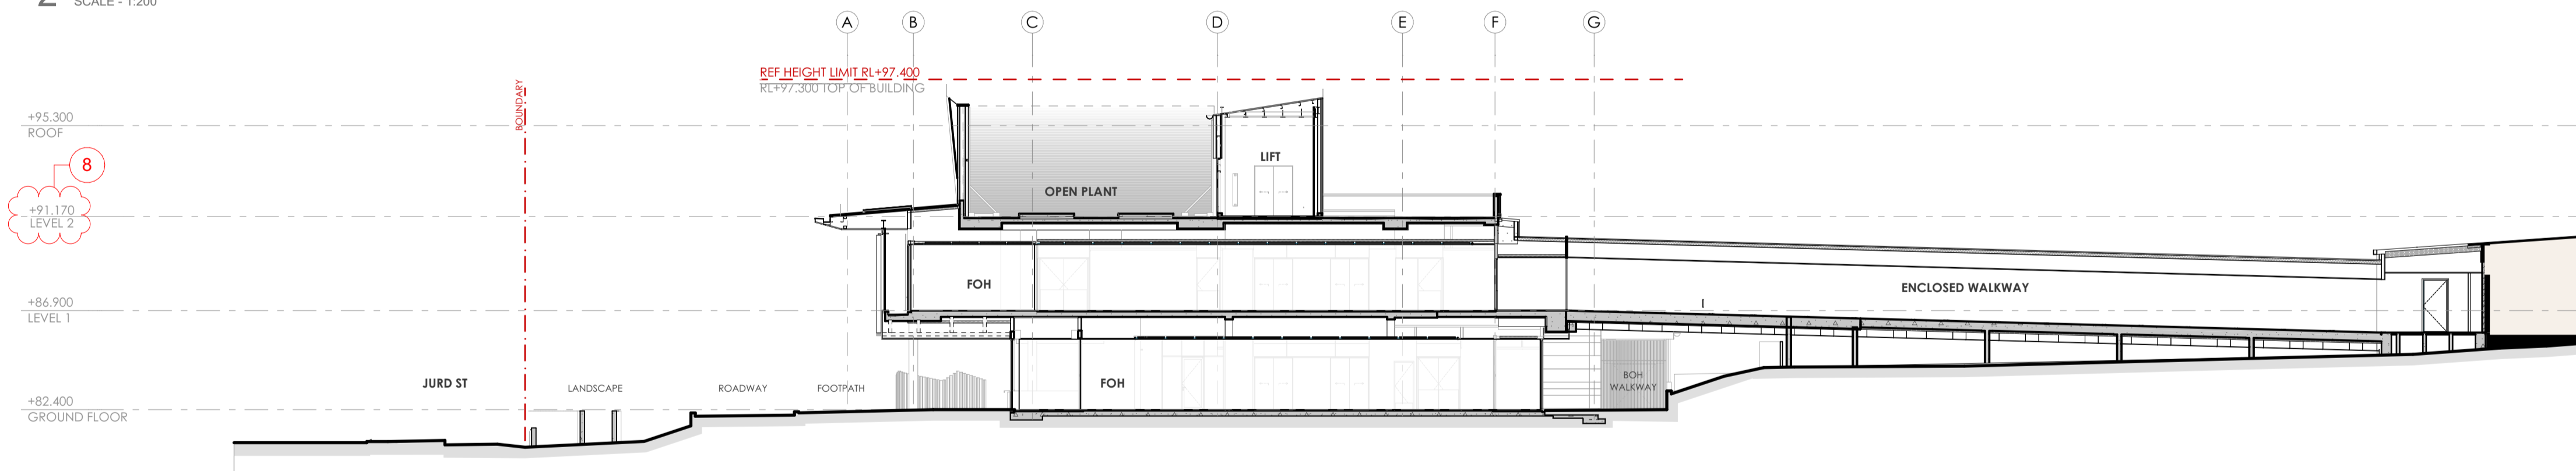 2 SCALE - 1:200
A B C D E F G
REF HEIGHT LIMIT RL+97.400
RL+97.300 TOP OF BUILDING
BOUNDARY
+95.300
ROOF
8
+91.170
LEVEL 2
LIFT
OPEN PLANT
FOH
ENCLOSED WALKWAY
+86.900
LEVEL 1
JURD ST
LANDSCAPE
ROADWAY
FOOTPATH
FOH
BOH
WALKWAY
+82.400
GROUND FLOOR